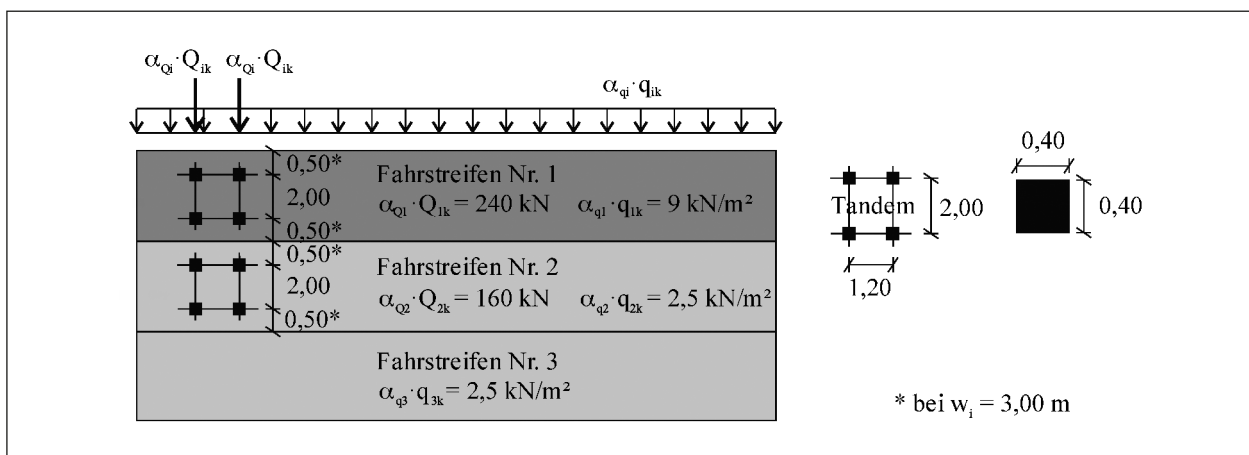 α_Qi·Q_ik α_Qi·Q_ik
α_qi·q_ik
0,50*
2,00
0,50*
Fahrstreifen Nr. 1
α_Q1·Q_1k = 240 kN α_q1·q_1k = 9 kN/m²
0,50*
2,00
0,50*
Fahrstreifen Nr. 2
α_Q2·Q_2k = 160 kN α_q2·q_2k = 2,5 kN/m²
Fahrstreifen Nr. 3
α_q3·q_3k = 2,5 kN/m²
Tandem
2,00
1,20
0,40
0,40
* bei w_i = 3,00 m